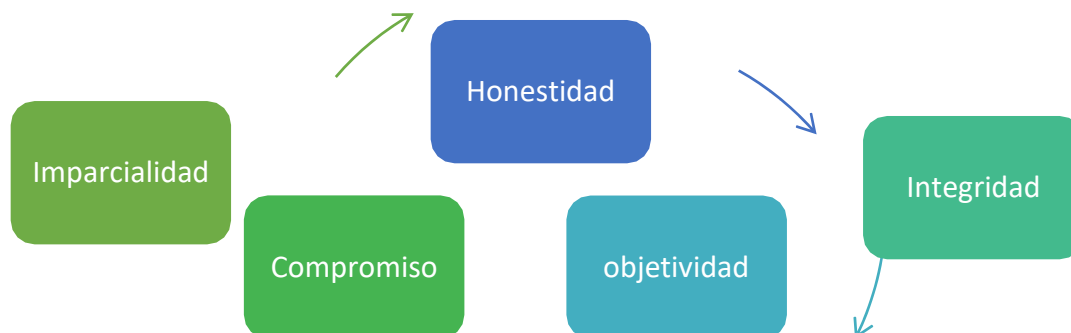 Honestidad
Imparcialidad
Integridad
Compromiso
objetividad